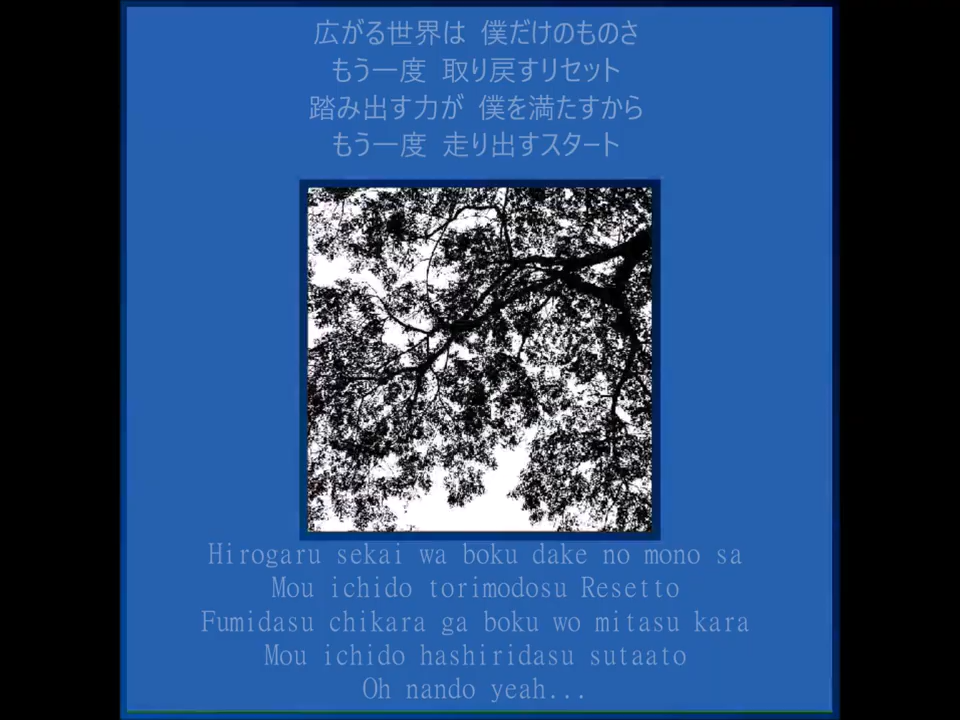 広がる世界は 僕だけのものさ
もう一度 取り戻すリセット
踏み出す力が 僕を満たすから
もう一度 走り出すスタート
Hirogaru sekai wa boku dake no mono sa
Mou ichido torimodosu Resetto
Fumidasu chikara ga boku wo mitasu kara
Mou ichido hashiridasu sutaato
Oh nando yeah...